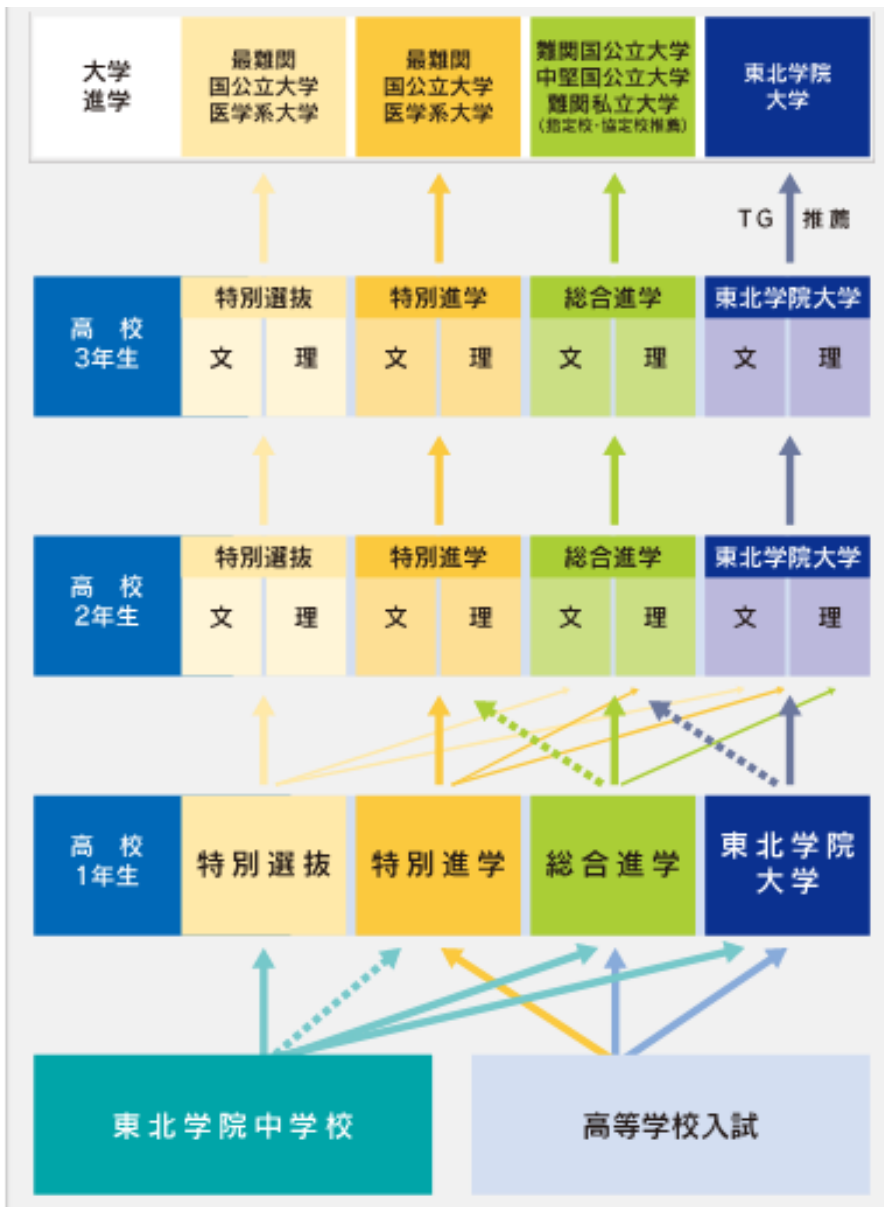 大学
進学
最難関
国公立大学
医学系大学
最難関
国公立大学
医学系大学
難関国公立大学
中堅国公立大学
難関私立大学
(指定校・協定校推薦)
東北学院
大学
TG 推薦
高 校
3年生
特別選抜
文 理
特別進学
文 理
総合進学
文 理
東北学院大学
文 理
高 校
2年生
特別選抜
文 理
特別進学
文 理
総合進学
文 理
東北学院大学
文 理
高 校
1年生
特別選抜
特別進学
総合進学
東北学院
大学
東北学院中学校
高等学校入試